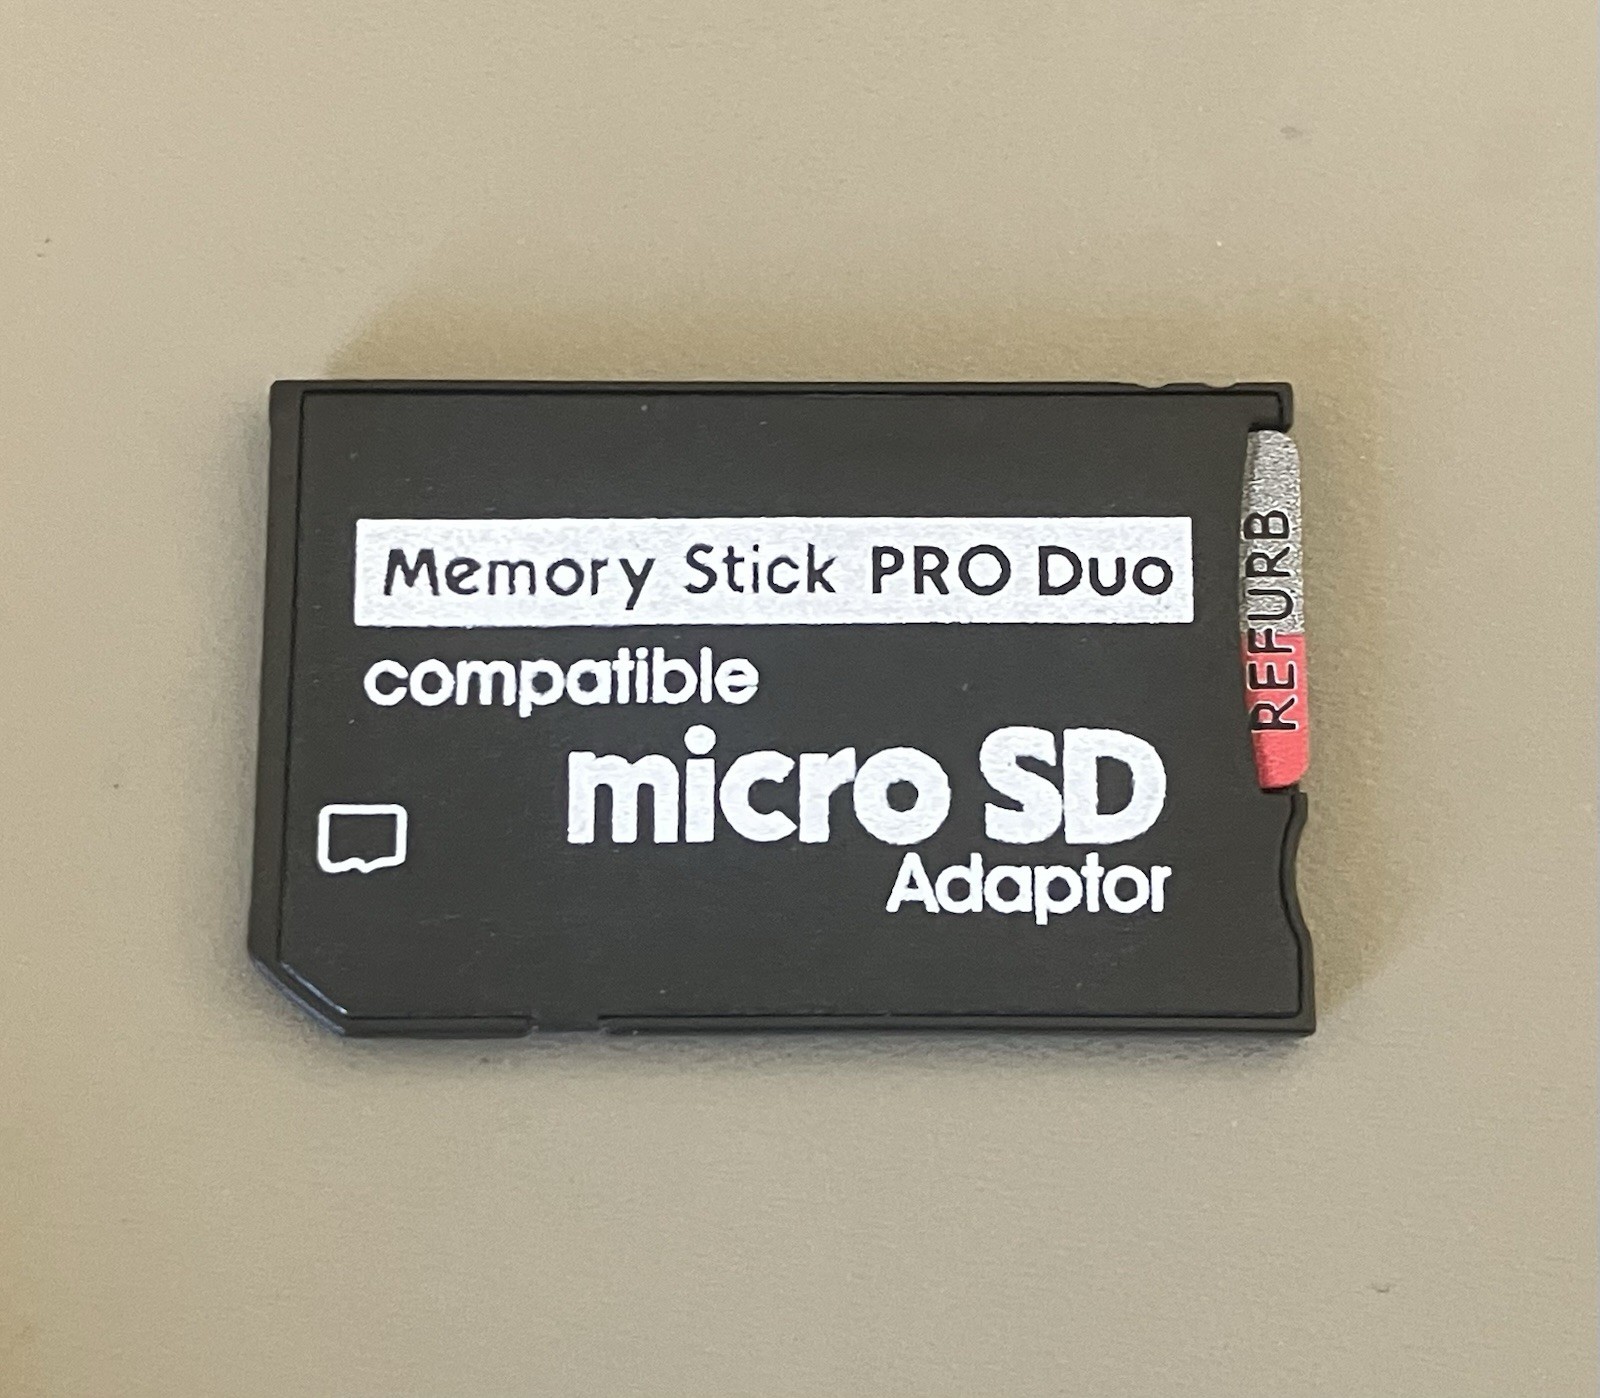 Memory Stick PRO Duo
compatible
micro SD
Adaptor
REFURB